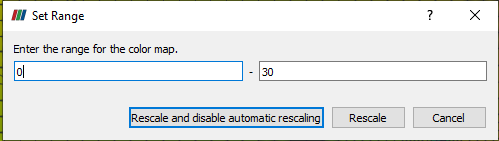 Set Range
?
Enter the range for the color map.
0 - 30
Rescale and disable automatic rescaling Rescale Cancel